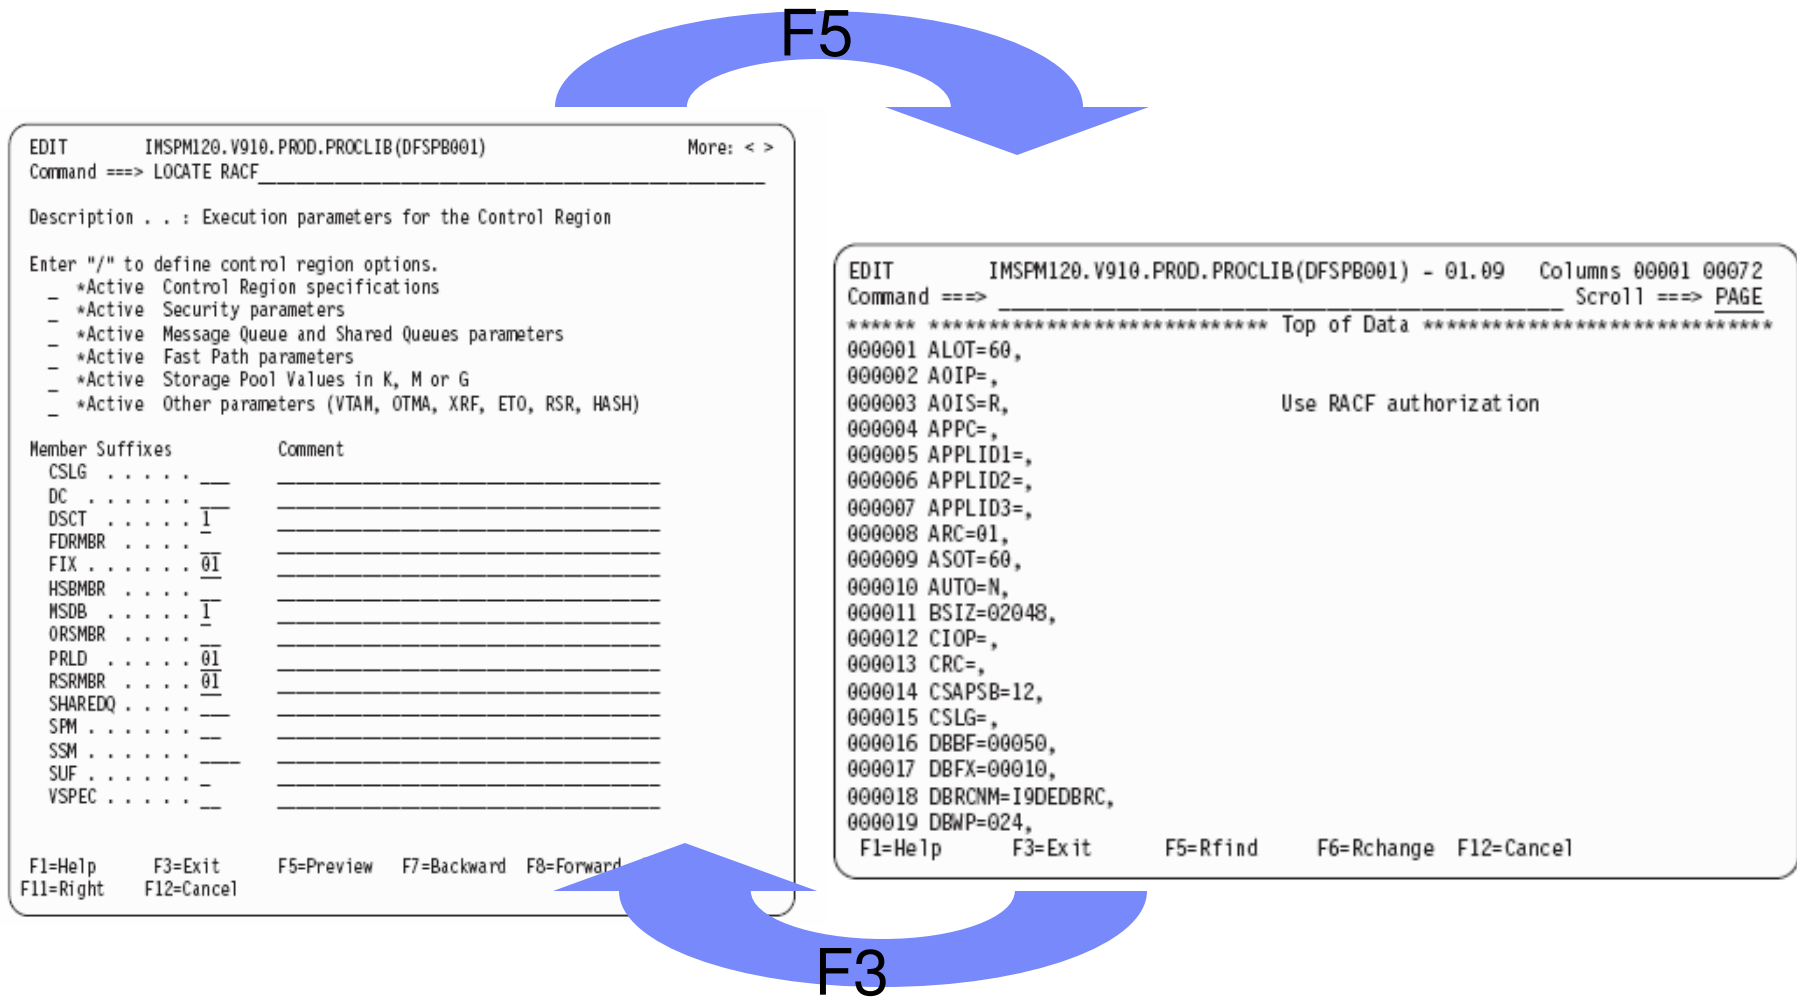 F5
EDIT IMSPM120.V910.PROD.PROCLIB(DFSPB001) More: < >
Command ===> LOCATE RACF
Description . . : Execution parameters for the Control Region
Enter "/" to define control region options.
_ *Active Control Region specifications
_ *Active Security parameters
_ *Active Message Queue and Shared Queues parameters
_ *Active Fast Path parameters
_ *Active Storage Pool Values in K, M or G
_ *Active Other parameters (VTAM, OTMA, XRF, ETO, RSR, HASH)
Member Suffixes Comment
CSLG . . . . .
DC . . . . . .
DSCT . . . . . 1
FDRMBR . . . .
FIX . . . . . . 01
HSBMBR . . . .
MSDB . . . . . 1
ORSMBR . . . .
PRLD . . . . . 01
RSRMBR . . . . 01
SHAREDQ . . . .
SPM . . . . . .
SSM . . . . . .
SUF . . . . . .
VSPEC . . . . .
F1=Help F3=Exit F5=Preview F7=Backward F8=Forward
F11=Right F12=Cancel
EDIT IMSPM120.V910.PROD.PROCLIB(DFSPB001) - 01.09 Columns 00001 00072
Command ===> Scroll ===> PAGE
****** ***************************** Top of Data ******************************
000001 ALOT=60,
000002 AOIP=,
000003 AOIS=R, Use RACF authorization
000004 APPC=,
000005 APPLID1=,
000006 APPLID2=,
000007 APPLID3=,
000008 ARC=01,
000009 ASOT=60,
000010 AUTO=N,
000011 BSIZ=02048,
000012 CIOP=,
000013 CRC=,
000014 CSAPSB=12,
000015 CSLG=,
000016 DBBF=00050,
000017 DBFX=00010,
000018 DBRCNM=I9DEDBRC,
000019 DBWP=024,
F1=Help F3=Exit F5=Rfind F6=Rchange F12=Cancel
F3